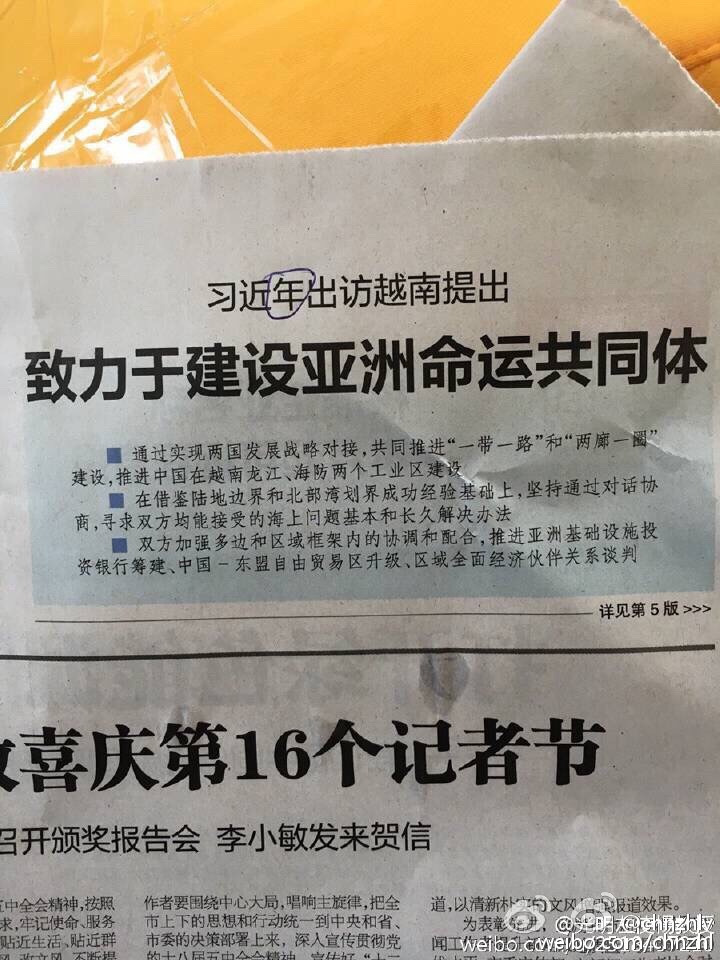 习近年出访越南提出
致力于建设亚洲命运共同体
■ 通过实现两国发展战略对接，共同推进“一带一路”和“两廊一圈”
建设，推进中国在越南龙江、海防两个工业区建设
■ 在借鉴陆地边界和北部湾划界成功经验基础上，坚持通过对话协
商，寻求双方均能接受的海上问题基本和长久解决办法
■ 双方加强多边和区域框架内的协调和配合，推进亚洲基础设施投
资银行筹建、中国－东盟自由贸易区升级、区域全面经济伙伴关系谈判
详见第5版>>>
喜庆第16个记者节
召开颁奖报告会 李小敏发来贺信
中全会精神，按照
求，牢记使命、服务
贴近生活、贴近群
作者要围绕中心大局，唱响主旋律，把全
市上下的思想和行动统一到中央和省、
市委的决策部署上来，深入宣传贯彻党
的十八届五中全会精神，宣传好“十二
道，以清新朴实的文风
报道效果。
为表彰先进，
闻工作
weibo.com/chnzhl